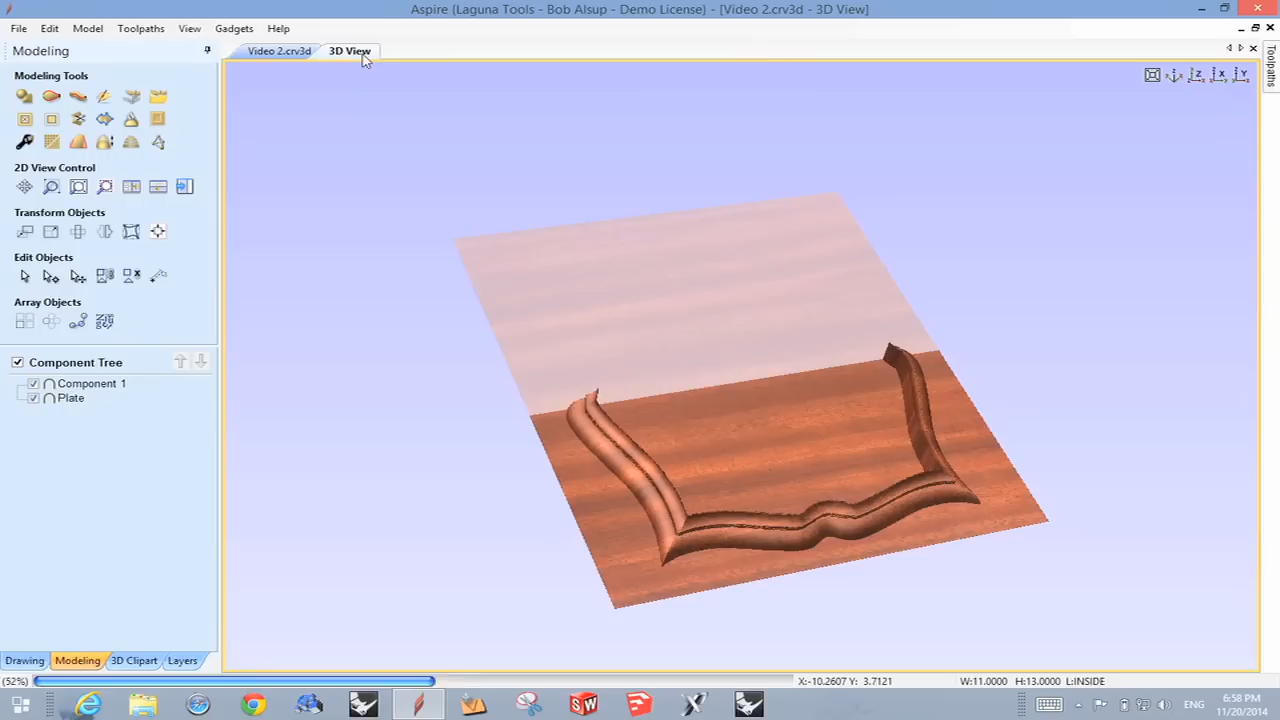 Aspire (Laguna Tools - Bob Alsup - Demo License) - [Video 2.crv3d - 3D View]
File Edit Model Toolpaths View Gadgets Help
Modeling
Video 2.crv3d 3D View
Toolpaths
Z X Y
Modeling Tools
2D View Control
Transform Objects
Edit Objects
Array Objects
Component Tree
Component 1
Plate
Drawing Modeling 3D Clipart Layers
(52%) X:-10.2607 Y: 3.7121 W:11.0000 H:13.0000 L:INSIDE
ENG
6:58 PM
11/20/2014